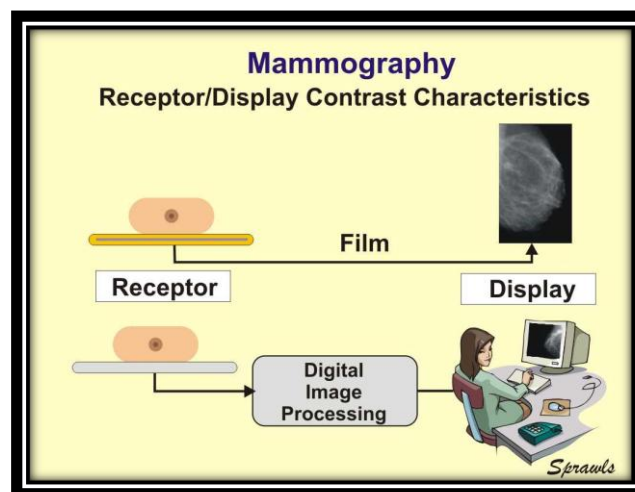 Mammography
Receptor/Display Contrast Characteristics
Film
Receptor
Display
Digital
Image
Processing
Sprawls